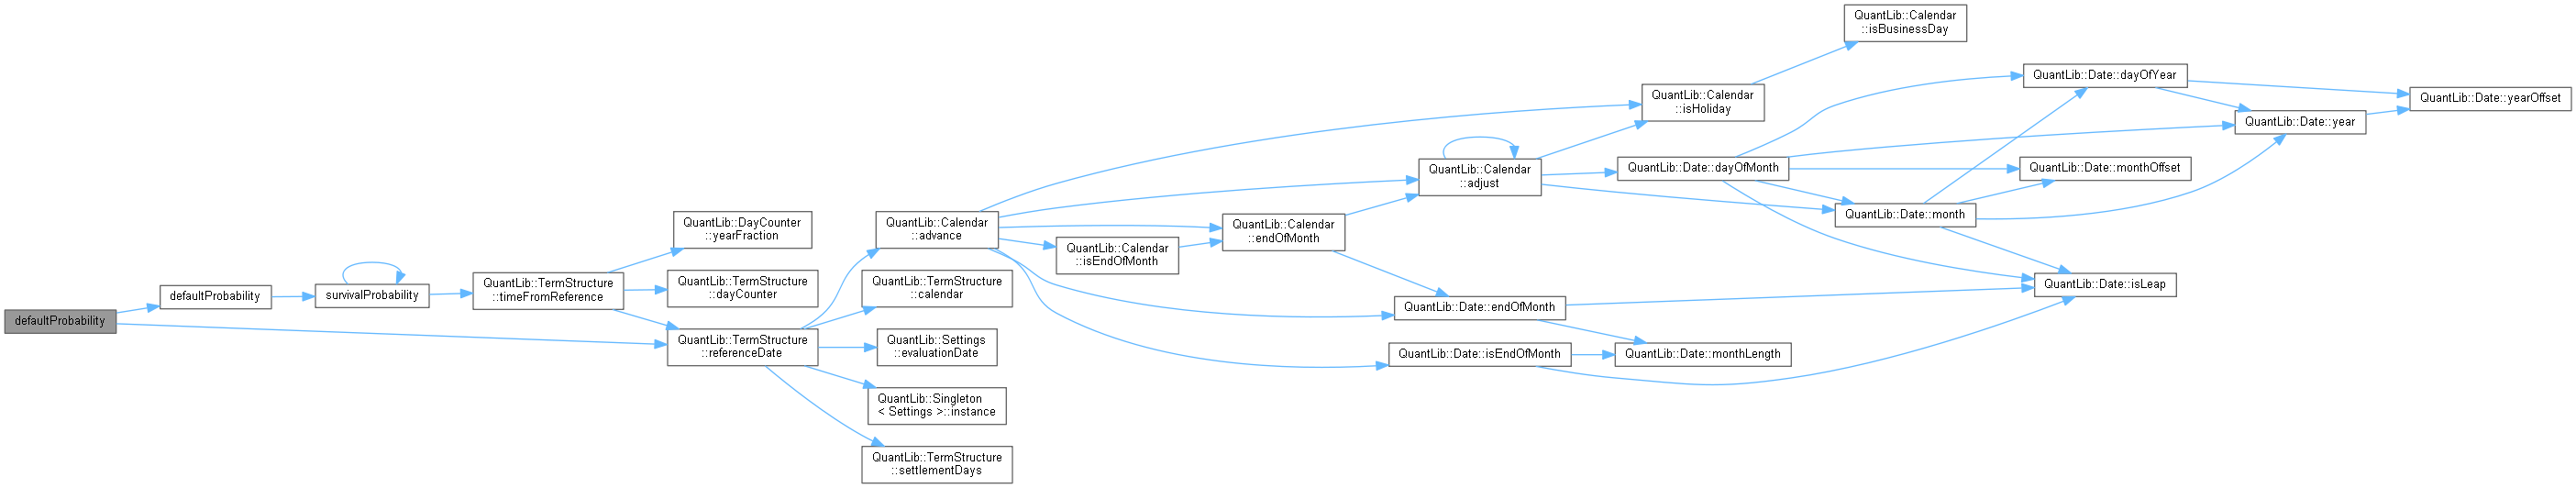 defaultProbability
defaultProbability
survivalProbability
QuantLib::TermStructure
::timeFromReference
QuantLib::DayCounter
::yearFraction
QuantLib::TermStructure
::dayCounter
QuantLib::TermStructure
::referenceDate
QuantLib::Calendar
::advance
QuantLib::TermStructure
::calendar
QuantLib::Settings
::evaluationDate
QuantLib::Singleton
< Settings >::instance
QuantLib::TermStructure
::settlementDays
QuantLib::Calendar
::isEndOfMonth
QuantLib::Calendar
::endOfMonth
QuantLib::Calendar
::adjust
QuantLib::Date::endOfMonth
QuantLib::Date::isEndOfMonth
QuantLib::Calendar
::isHoliday
QuantLib::Calendar
::isBusinessDay
QuantLib::Date::dayOfMonth
QuantLib::Date::monthLength
QuantLib::Date::month
QuantLib::Date::dayOfYear
QuantLib::Date::monthOffset
QuantLib::Date::isLeap
QuantLib::Date::year
QuantLib::Date::yearOffset